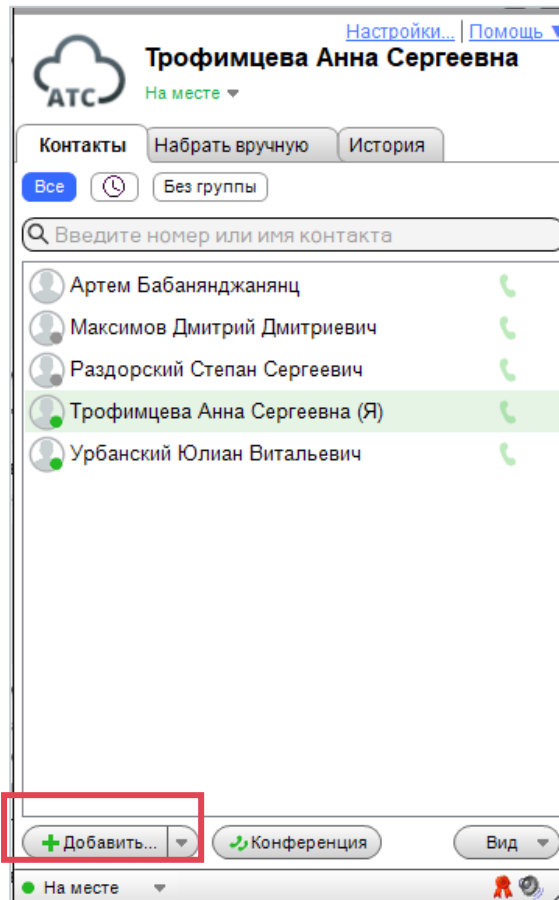 Настройки... | Помощь
Трофимцева Анна Сергеевна
АТС
На месте
Контакты Набрать вручную История
Все Без группы
Введите номер или имя контакта
Артем Бабанянджанянц
Максимов Дмитрий Дмитриевич
Раздорский Степан Сергеевич
Трофимцева Анна Сергеевна (Я)
Урбанский Юлиан Витальевич
Добавить... Конференция Вид
На месте